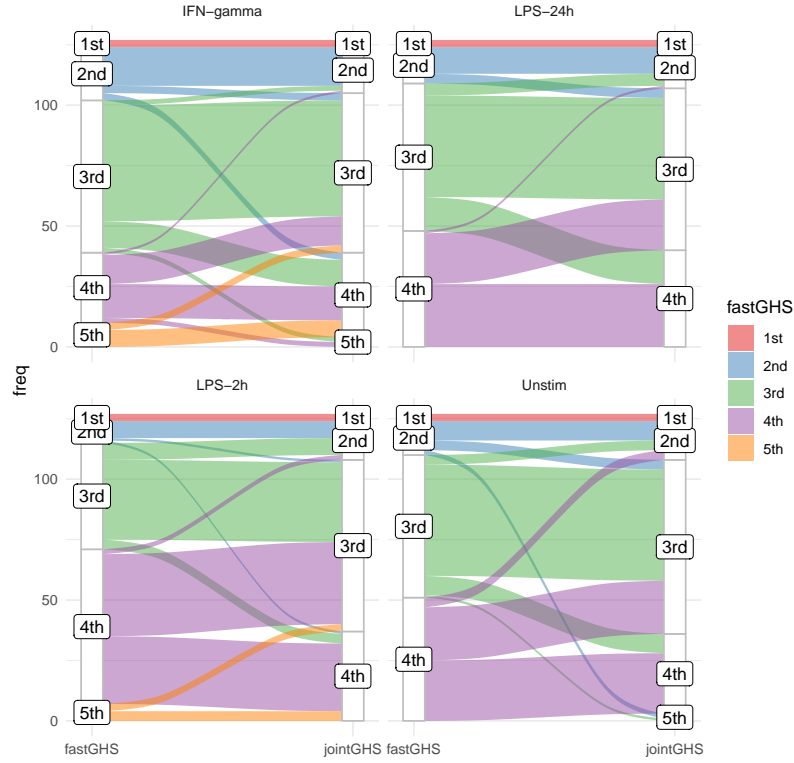 IFN−gamma
LPS−24h
1st
2nd
3rd
4th
5th
1st
2nd
3rd
4th
5th
1st
2nd
3rd
4th
1st
2nd
3rd
4th
100
50
0
freq
LPS−2h
Unstim
1st
2nd
3rd
4th
5th
1st
2nd
3rd
4th
1st
2nd
3rd
4th
1st
2nd
3rd
4th
5th
100
50
0
fastGHS
jointGHS
fastGHS
jointGHS
fastGHS
1st
2nd
3rd
4th
5th